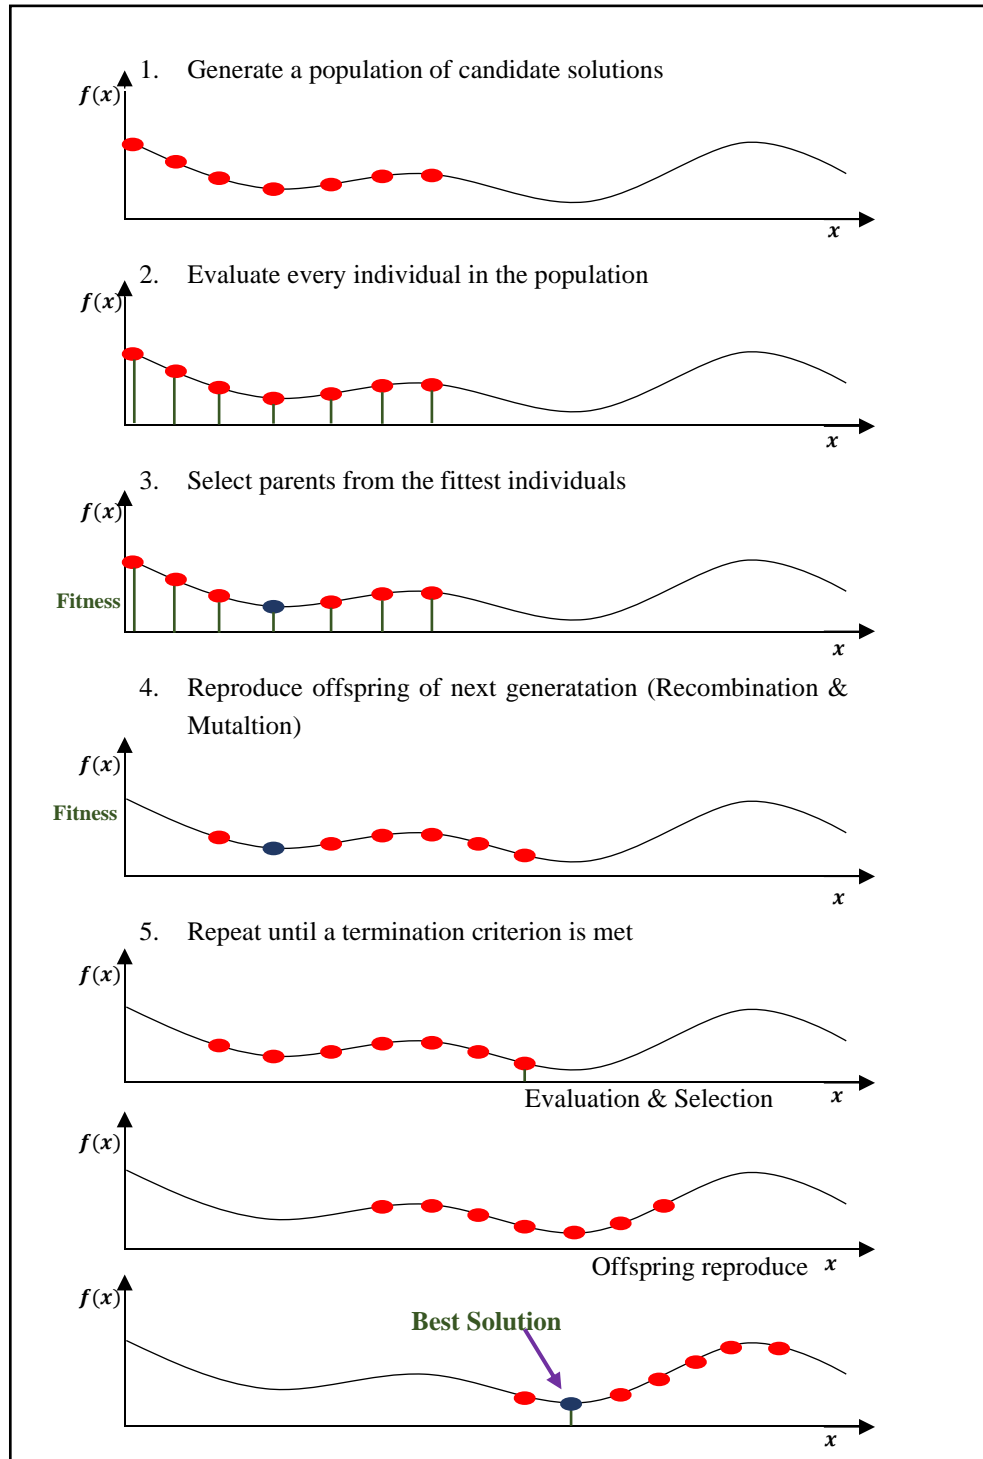 1. Generate a population of candidate solutions
f(x)
x
2. Evaluate every individual in the population
f(x)
x
3. Select parents from the fittest individuals
f(x)
Fitness
x
4. Reproduce offspring of next generatation (Recombination &
Mutaltion)
f(x)
Fitness
x
5. Repeat until a termination criterion is met
f(x)
Evaluation & Selection x
f(x)
Offspring reproduce x
f(x)
Best Solution
x